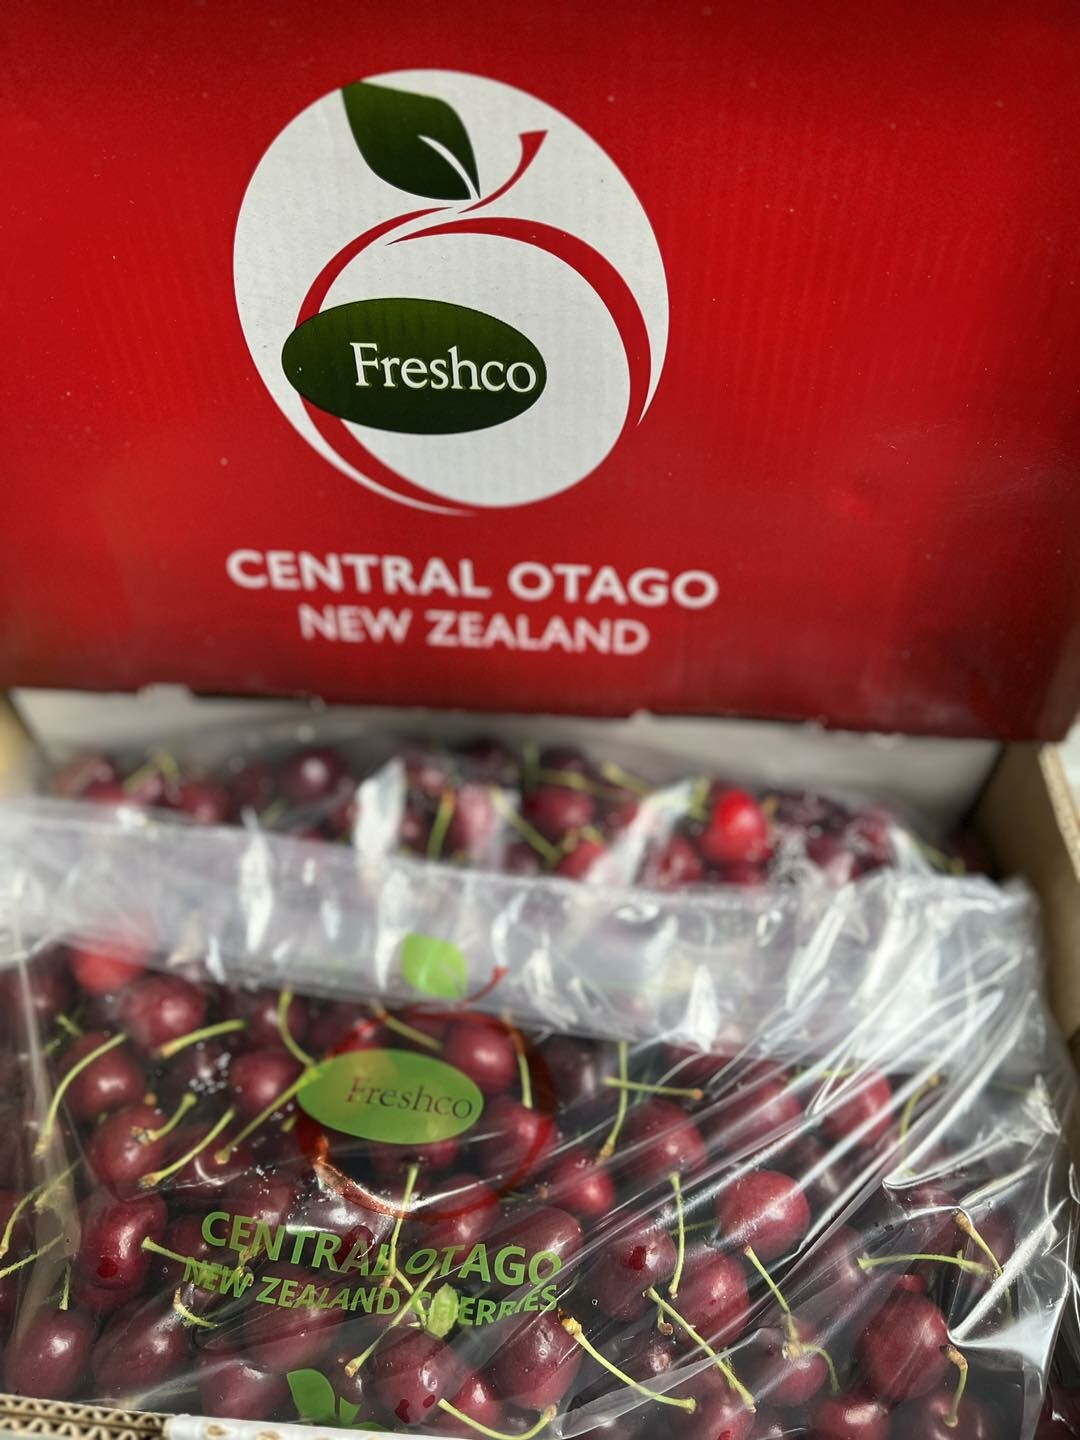 Freshco
CENTRAL OTAGO
NEW ZEALAND
Freshco
CENTRAL OTAGO
NEW ZEALAND CHERRIES